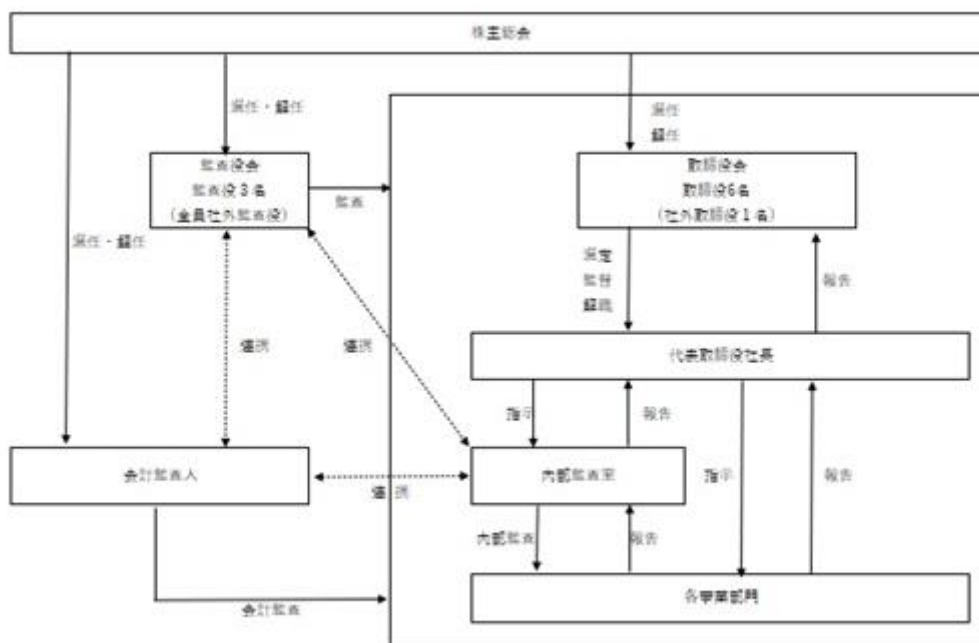 株主総会
選任・解任
選任
解任
監査役会
監査役3名
(全員社外監査役)
監査
取締役会
取締役6名
(社外取締役1名)
選任・解任
選定
監督
解職
報告
連携
連携
代表取締役社長
指示
報告
会計監査人
連携
内部監査室
指示
報告
内部監査
報告
会計監査
各事業部門